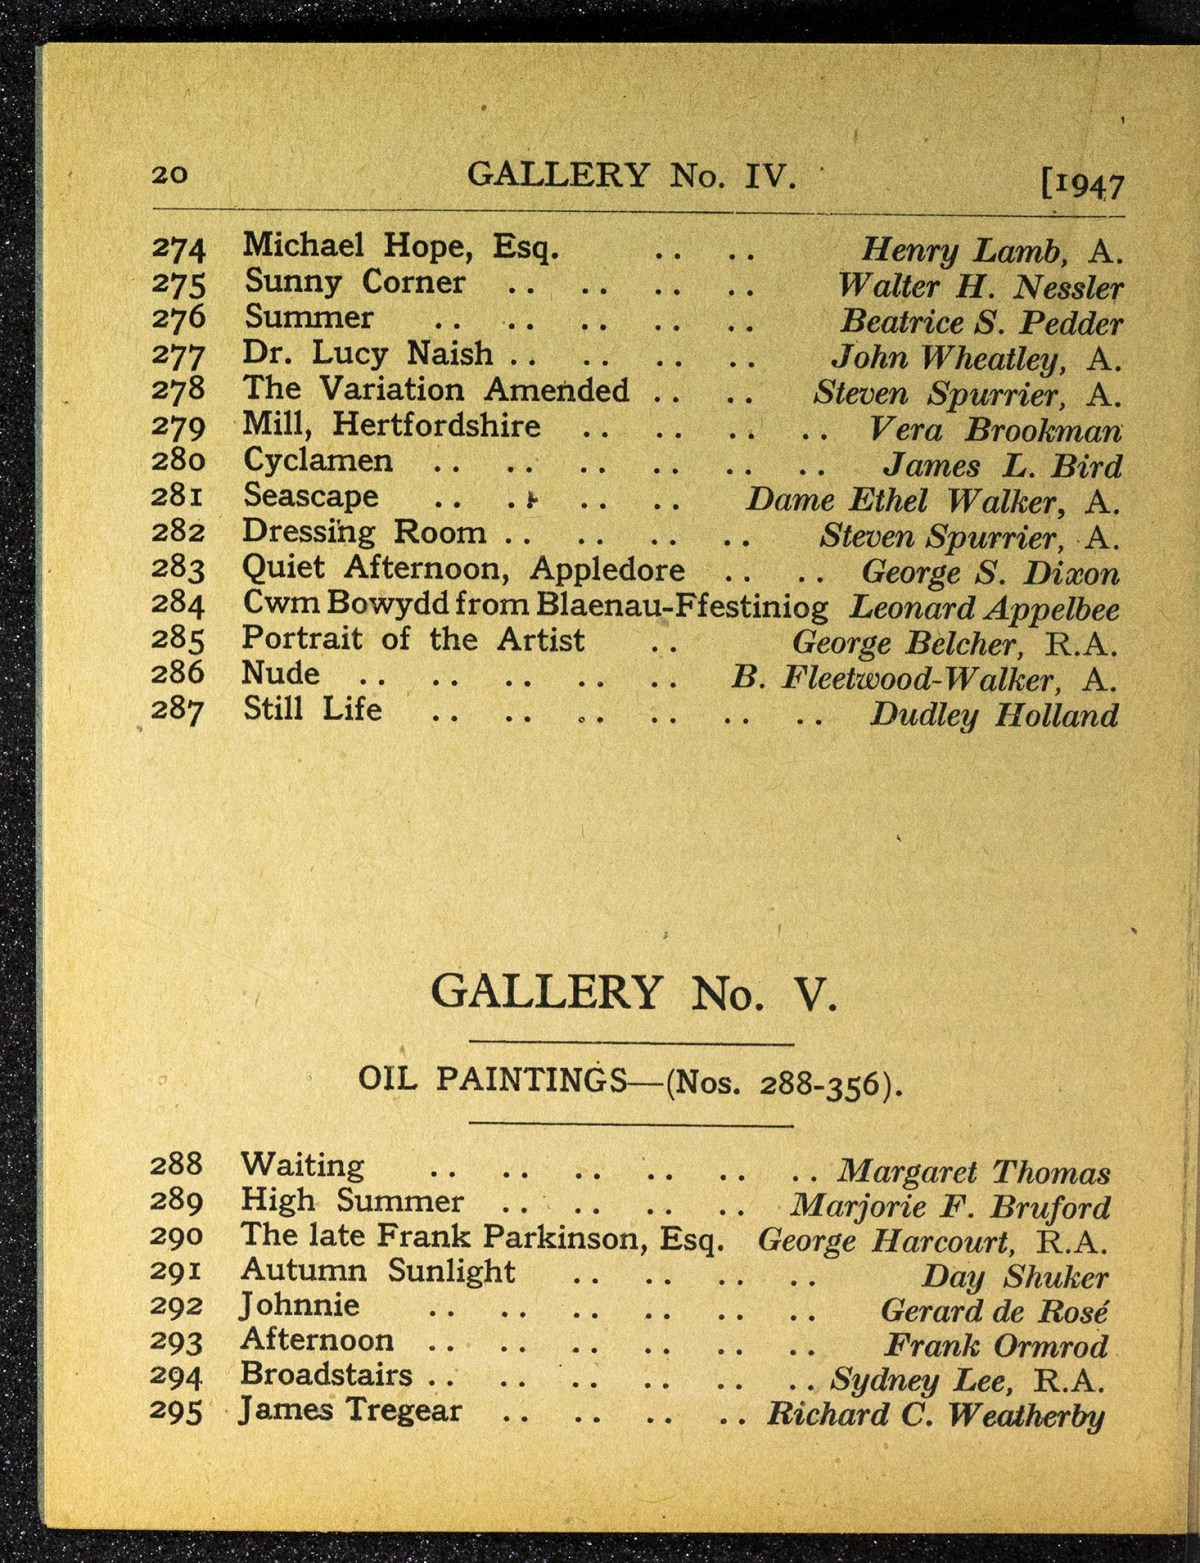 20 GALLERY No. IV. [1947
274 Michael Hope, Esq. .. .. Henry Lamb, A.
275 Sunny Corner .. .. .. .. Walter H. Nessler
276 Summer .. .. .. .. .. Beatrice S. Pedder
277 Dr. Lucy Naish .. .. .. .. John Wheatley, A.
278 The Variation Amended .. .. Steven Spurrier, A.
279 Mill, Hertfordshire .. .. .. .. Vera Brookman
280 Cyclamen .. .. .. .. .. .. James L. Bird
281 Seascape .. .. .. .. Dame Ethel Walker, A.
282 Dressing Room .. .. .. .. Steven Spurrier, A.
283 Quiet Afternoon, Appledore .. .. George S. Dixon
284 Cwm Bowydd from Blaenau-Ffestiniog Leonard Appelbee
285 Portrait of the Artist .. George Belcher, R.A.
286 Nude .. .. .. .. .. B. Fleetwood-Walker, A.
287 Still Life .. .. .. .. .. .. Dudley Holland
GALLERY No. V.
OIL PAINTINGS—(Nos. 288-356).
288 Waiting .. .. .. .. .. .. Margaret Thomas
289 High Summer .. .. .. .. Marjorie F. Bruford
290 The late Frank Parkinson, Esq. George Harcourt, R.A.
291 Autumn Sunlight .. .. .. .. Day Shuker
292 Johnnie .. .. .. .. .. .. Gerard de Rosé
293 Afternoon .. .. .. .. .. .. Frank Ormrod
294 Broadstairs .. .. .. .. .. .. Sydney Lee, R.A.
295 James Tregear .. .. .. .. Richard C. Weatherby